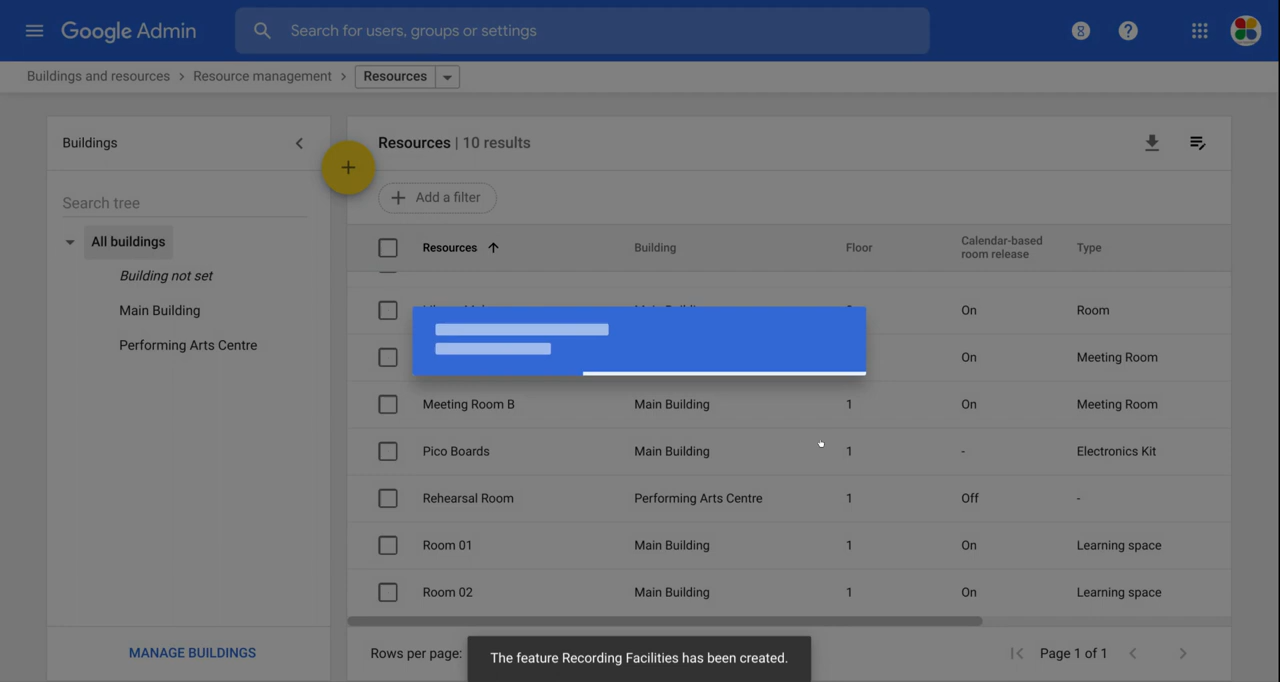 Google Admin
Search for users, groups or settings
Buildings and resources > Resource management > Resources
Buildings
Resources | 10 results
Search tree
Add a filter
All buildings
Building not set
Main Building
Performing Arts Centre
Resources Building Floor Calendar-based room release Type
On Room
On Meeting Room
Meeting Room B Main Building 1 On Meeting Room
Pico Boards Main Building 1 - Electronics Kit
Rehearsal Room Performing Arts Centre 1 Off -
Room 01 Main Building 1 On Learning space
Room 02 Main Building 1 On Learning space
MANAGE BUILDINGS
Rows per page:
Page 1 of 1
The feature Recording Facilities has been created.